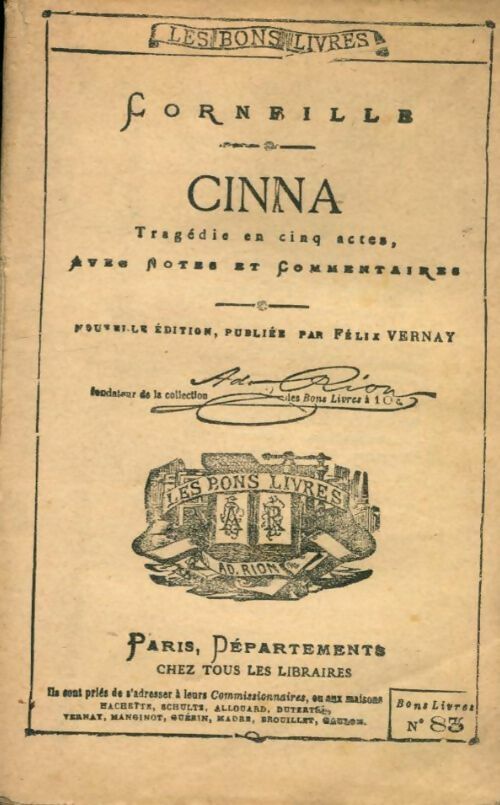 LES BONS LIVRES
CORNEILLE
CINNA
Tragédie en cinq actes,
AVEC NOTES ET COMMENTAIRES
NOUVELLE ÉDITION, PUBLIÉE PAR FÉLIX VERNAY
Ad. Rion
fondateur de la collection des Bons Livres à 10c
LES BONS LIVRES
AR
AD. RION
PARIS, DÉPARTEMENTS
CHEZ TOUS LES LIBRAIRES
Ils sont priés de s'adresser à leurs Commissionnaires, ou aux maisons
HACHETTE, SCHULTE, ALLOUARD, DUTERTRE,
VERNAY, MANGINOT, GUÉRIN, MADRE, BROUILLET, GAULON.
Bons Livres
N° 83